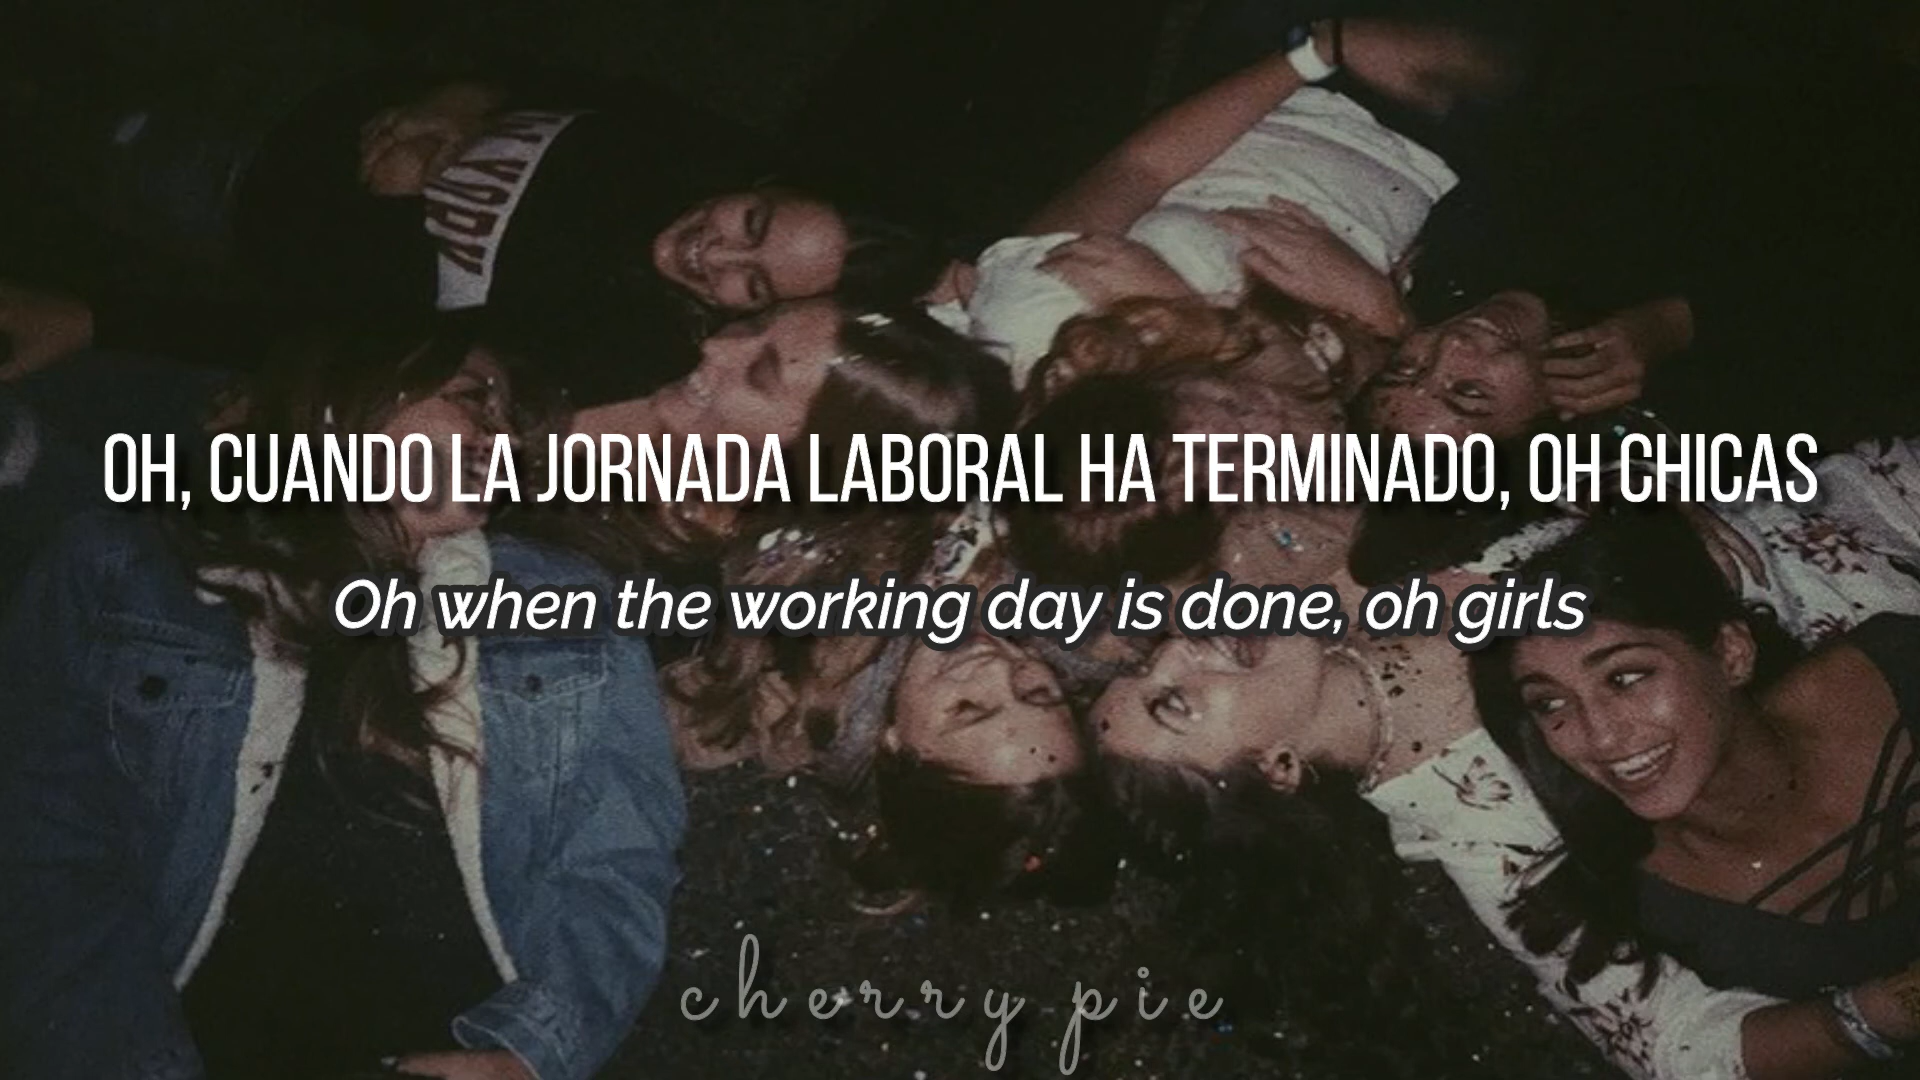 W YORK
OH, CUANDO LA JORNADA LABORAL HA TERMINADO, OH CHICAS
Oh when the working day is done, oh girls
cherry pie